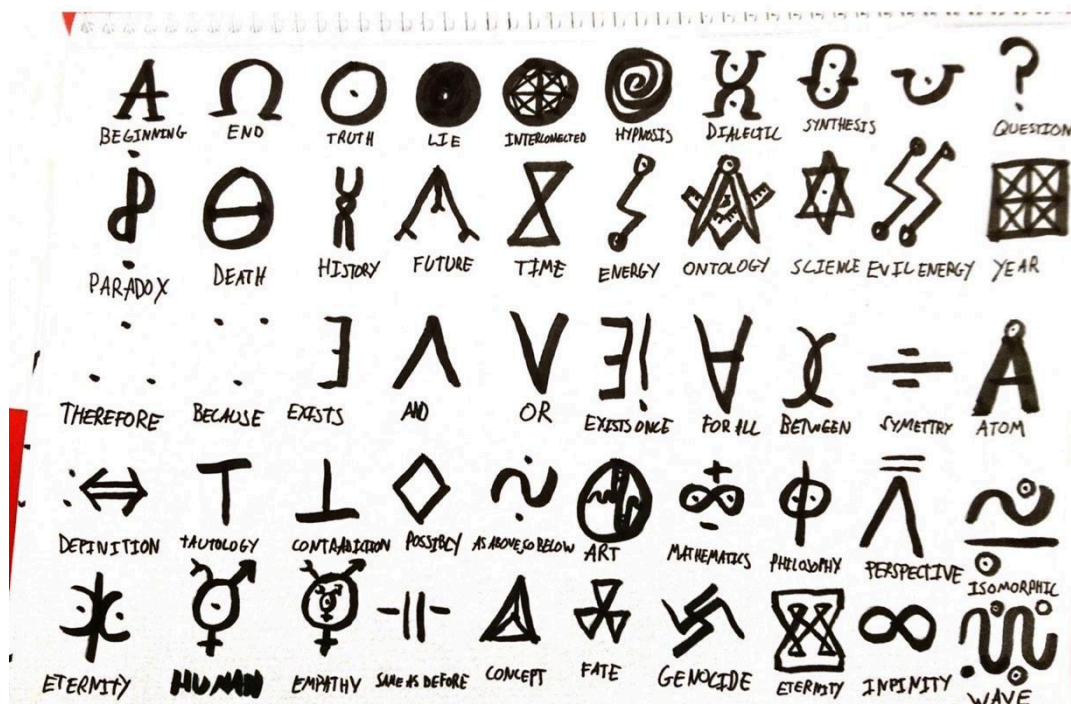 BEGINNING END TRUTH LIE INTERCONNECTED HYPNOSIS DIALECTIC SYNTHESIS QUESTION
PARADOX DEATH HISTORY FUTURE TIME ENERGY ONTOLOGY SCIENCE EVIL ENERGY YEAR
THEREFORE BECAUSE EXISTS AND OR EXISTS ONCE FOR ALL BETWEEN SYMETTRY ATOM
DEFINITION TAUTOLOGY CONTRADICTION POSSIBLY AS ABOVE, SO BELOW ART MATHEMATICS PHILOSOPHY PERSPECTIVE ISOMORPHIC
ETERNITY HUMAN EMPATHY SAME AS BEFORE CONCEPT FATE GENOCIDE ETERNITY INFINITY WAVE